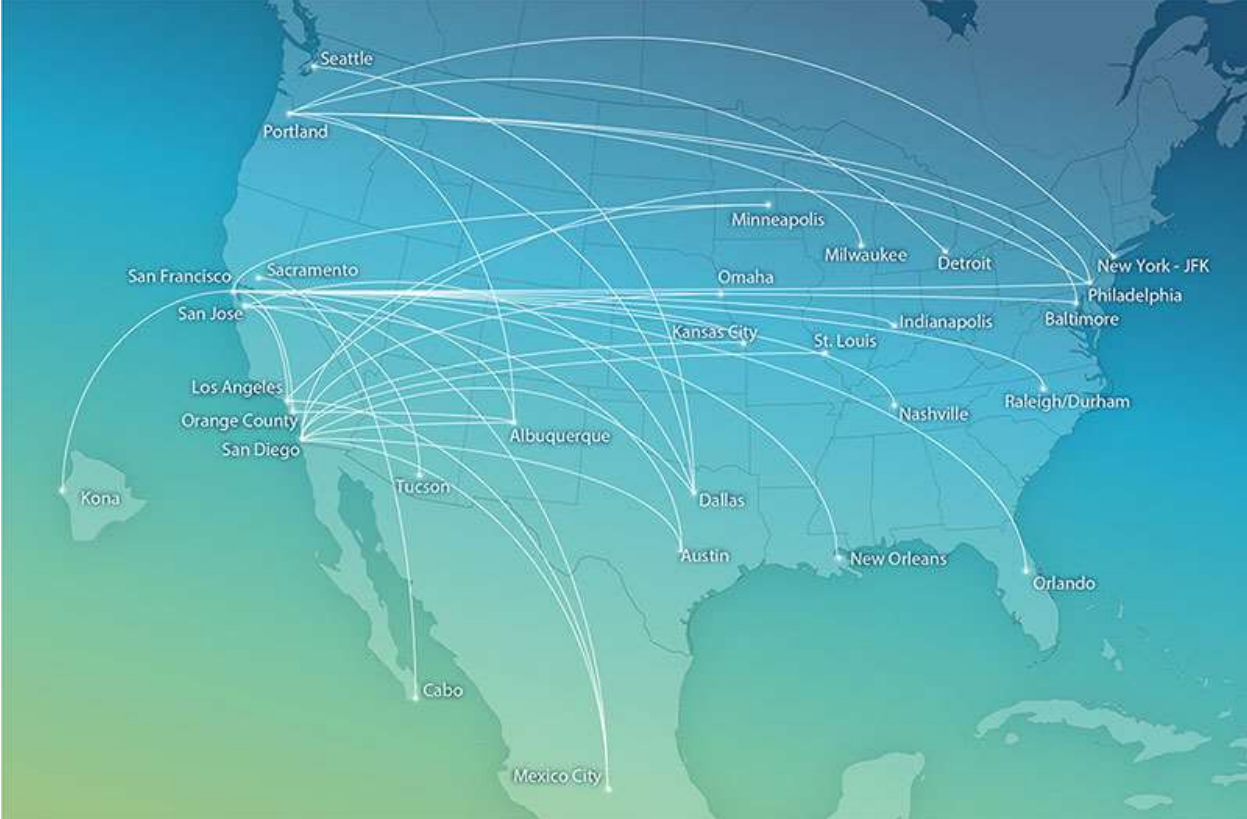 Seattle
Portland
Minneapolis
Milwaukee
Detroit
New York - JFK
San Francisco
Sacramento
Omaha
Philadelphia
San Jose
Indianapolis
Baltimore
Kansas City
St. Louis
Los Angeles
Raleigh/Durham
Orange County
Nashville
San Diego
Albuquerque
Tucson
Kona
Dallas
Austin
New Orleans
Orlando
Cabo
Mexico City